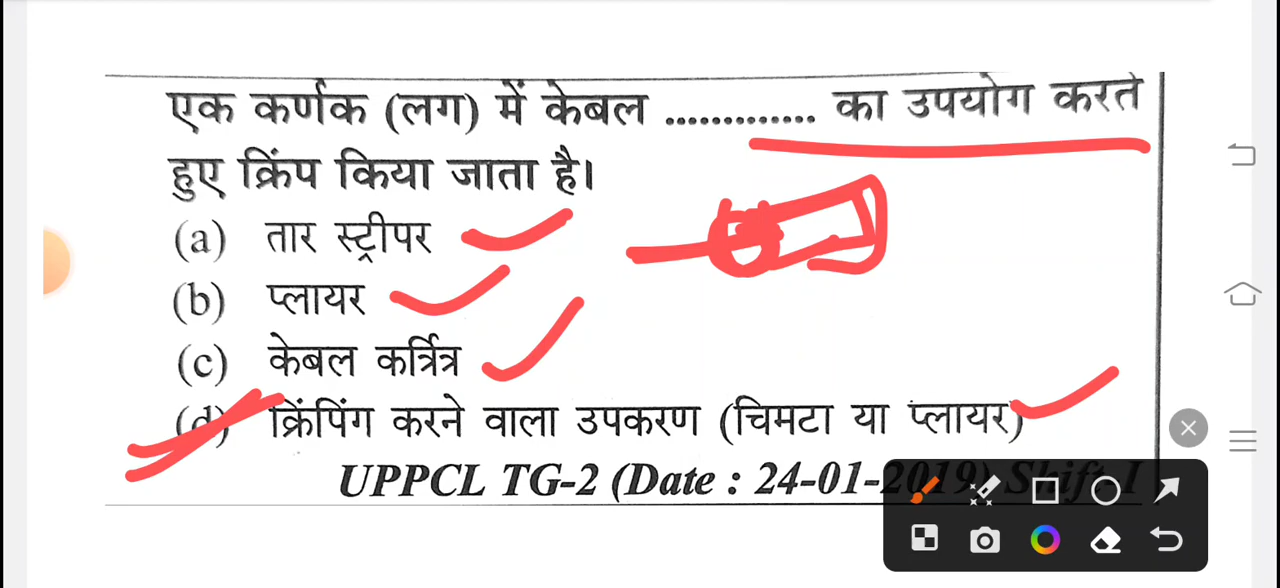 एक कर्णक (लग) में केबल ............. का उपयोग करते
हुए क्रिंप किया जाता है।
(a) तार स्ट्रीपर
(b) प्लायर
(c) केबल कर्त्रित्र
(d) क्रिंपिंग करने वाला उपकरण (चिमटा या प्लायर)
UPPCL TG-2 (Date : 24-01-2019) Shift-I